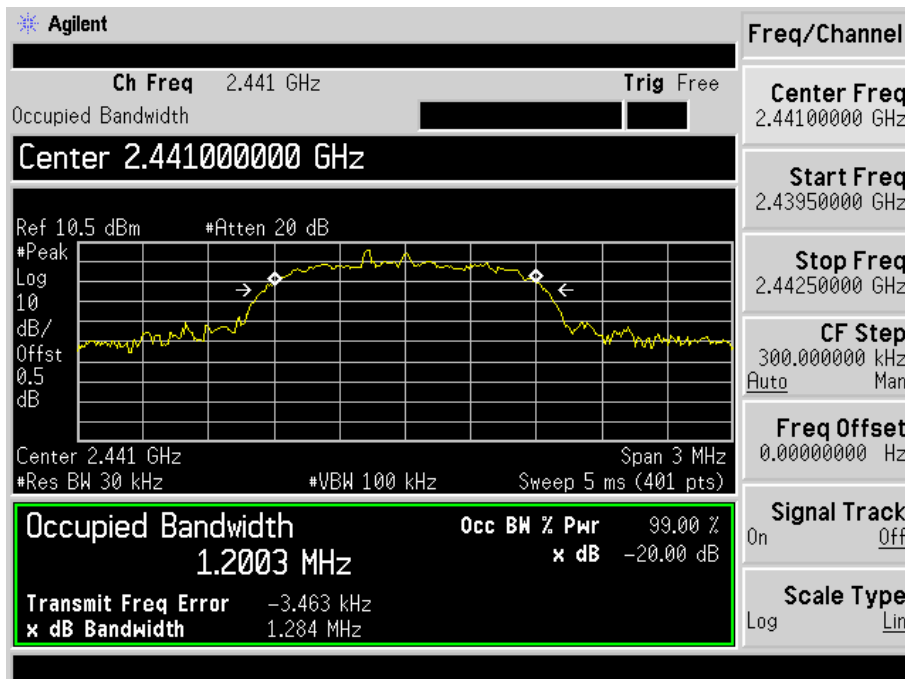 Agilent
Freq/Channel
Ch Freq 2.441 GHz Trig Free
Occupied Bandwidth
Center 2.441000000 GHz
Ref 10.5 dBm #Atten 20 dB
#Peak
Log
10
dB/
Offst
0.5
dB
Center 2.441 GHz Span 3 MHz
#Res BW 30 kHz #VBW 100 kHz Sweep 5 ms (401 pts)
Occupied Bandwidth Occ BW % Pwr 99.00 %
1.2003 MHz x dB -20.00 dB
Transmit Freq Error -3.463 kHz
x dB Bandwidth 1.284 MHz
Center Freq
2.44100000 GHz
Start Freq
2.43950000 GHz
Stop Freq
2.44250000 GHz
CF Step
300.000000 kHz
Auto Man
Freq Offset
0.00000000 Hz
Signal Track
On Off
Scale Type
Log Lin